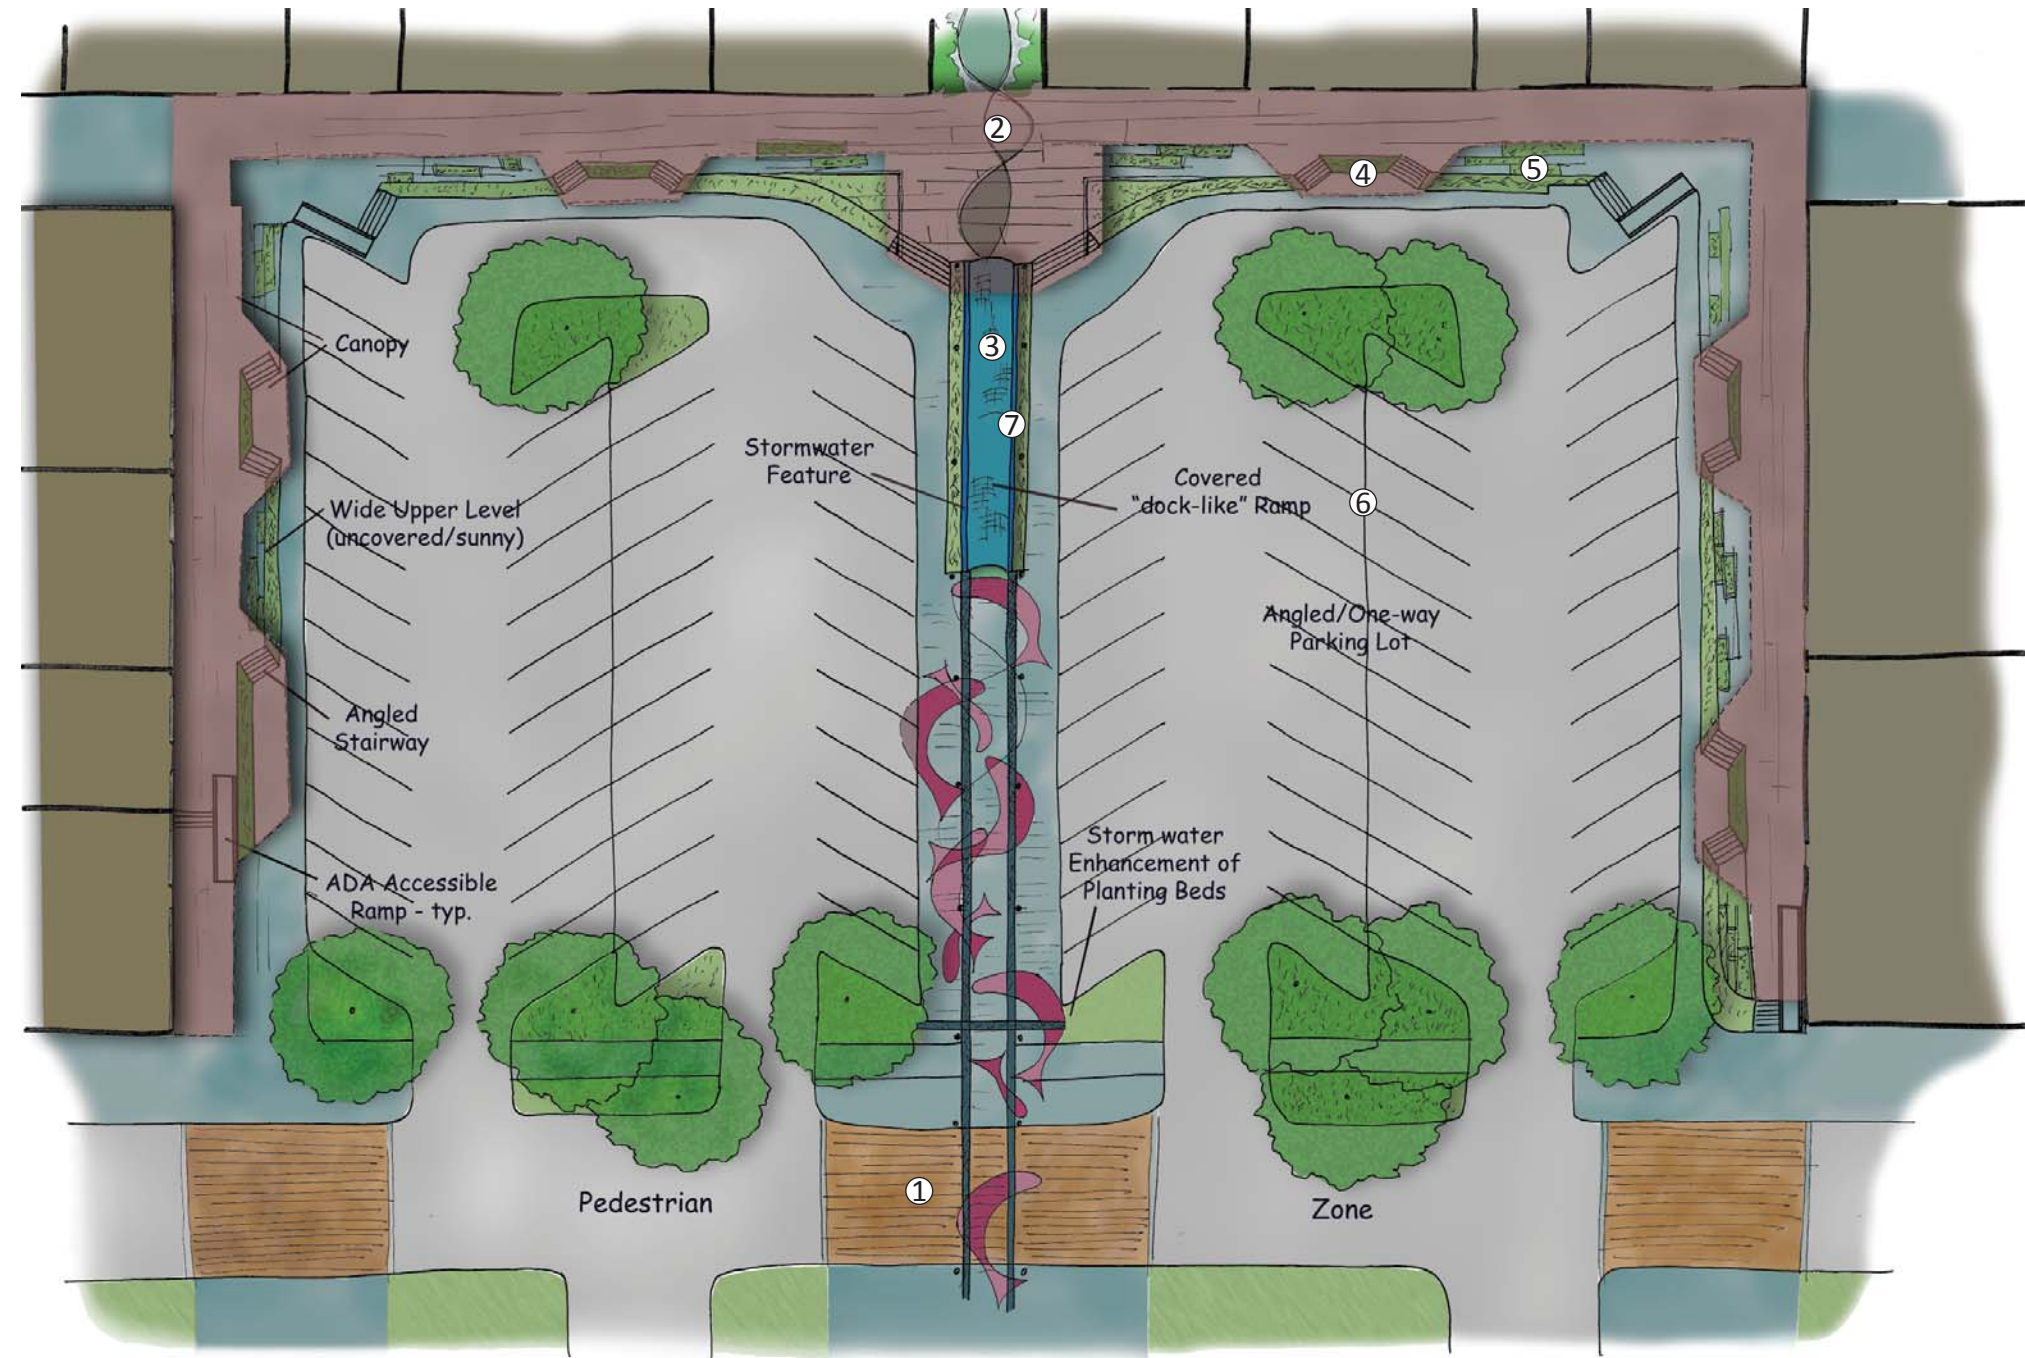 2
4
5
Canopy
3
7
Stormwater
Feature
Covered
"dock-like" Ramp
6
Wide Upper Level
(uncovered/sunny)
Angled/One-way
Parking Lot
Angled
Stairway
Storm water
Enhancement of
Planting Beds
ADA Accessible
Ramp - typ.
1
Pedestrian
Zone